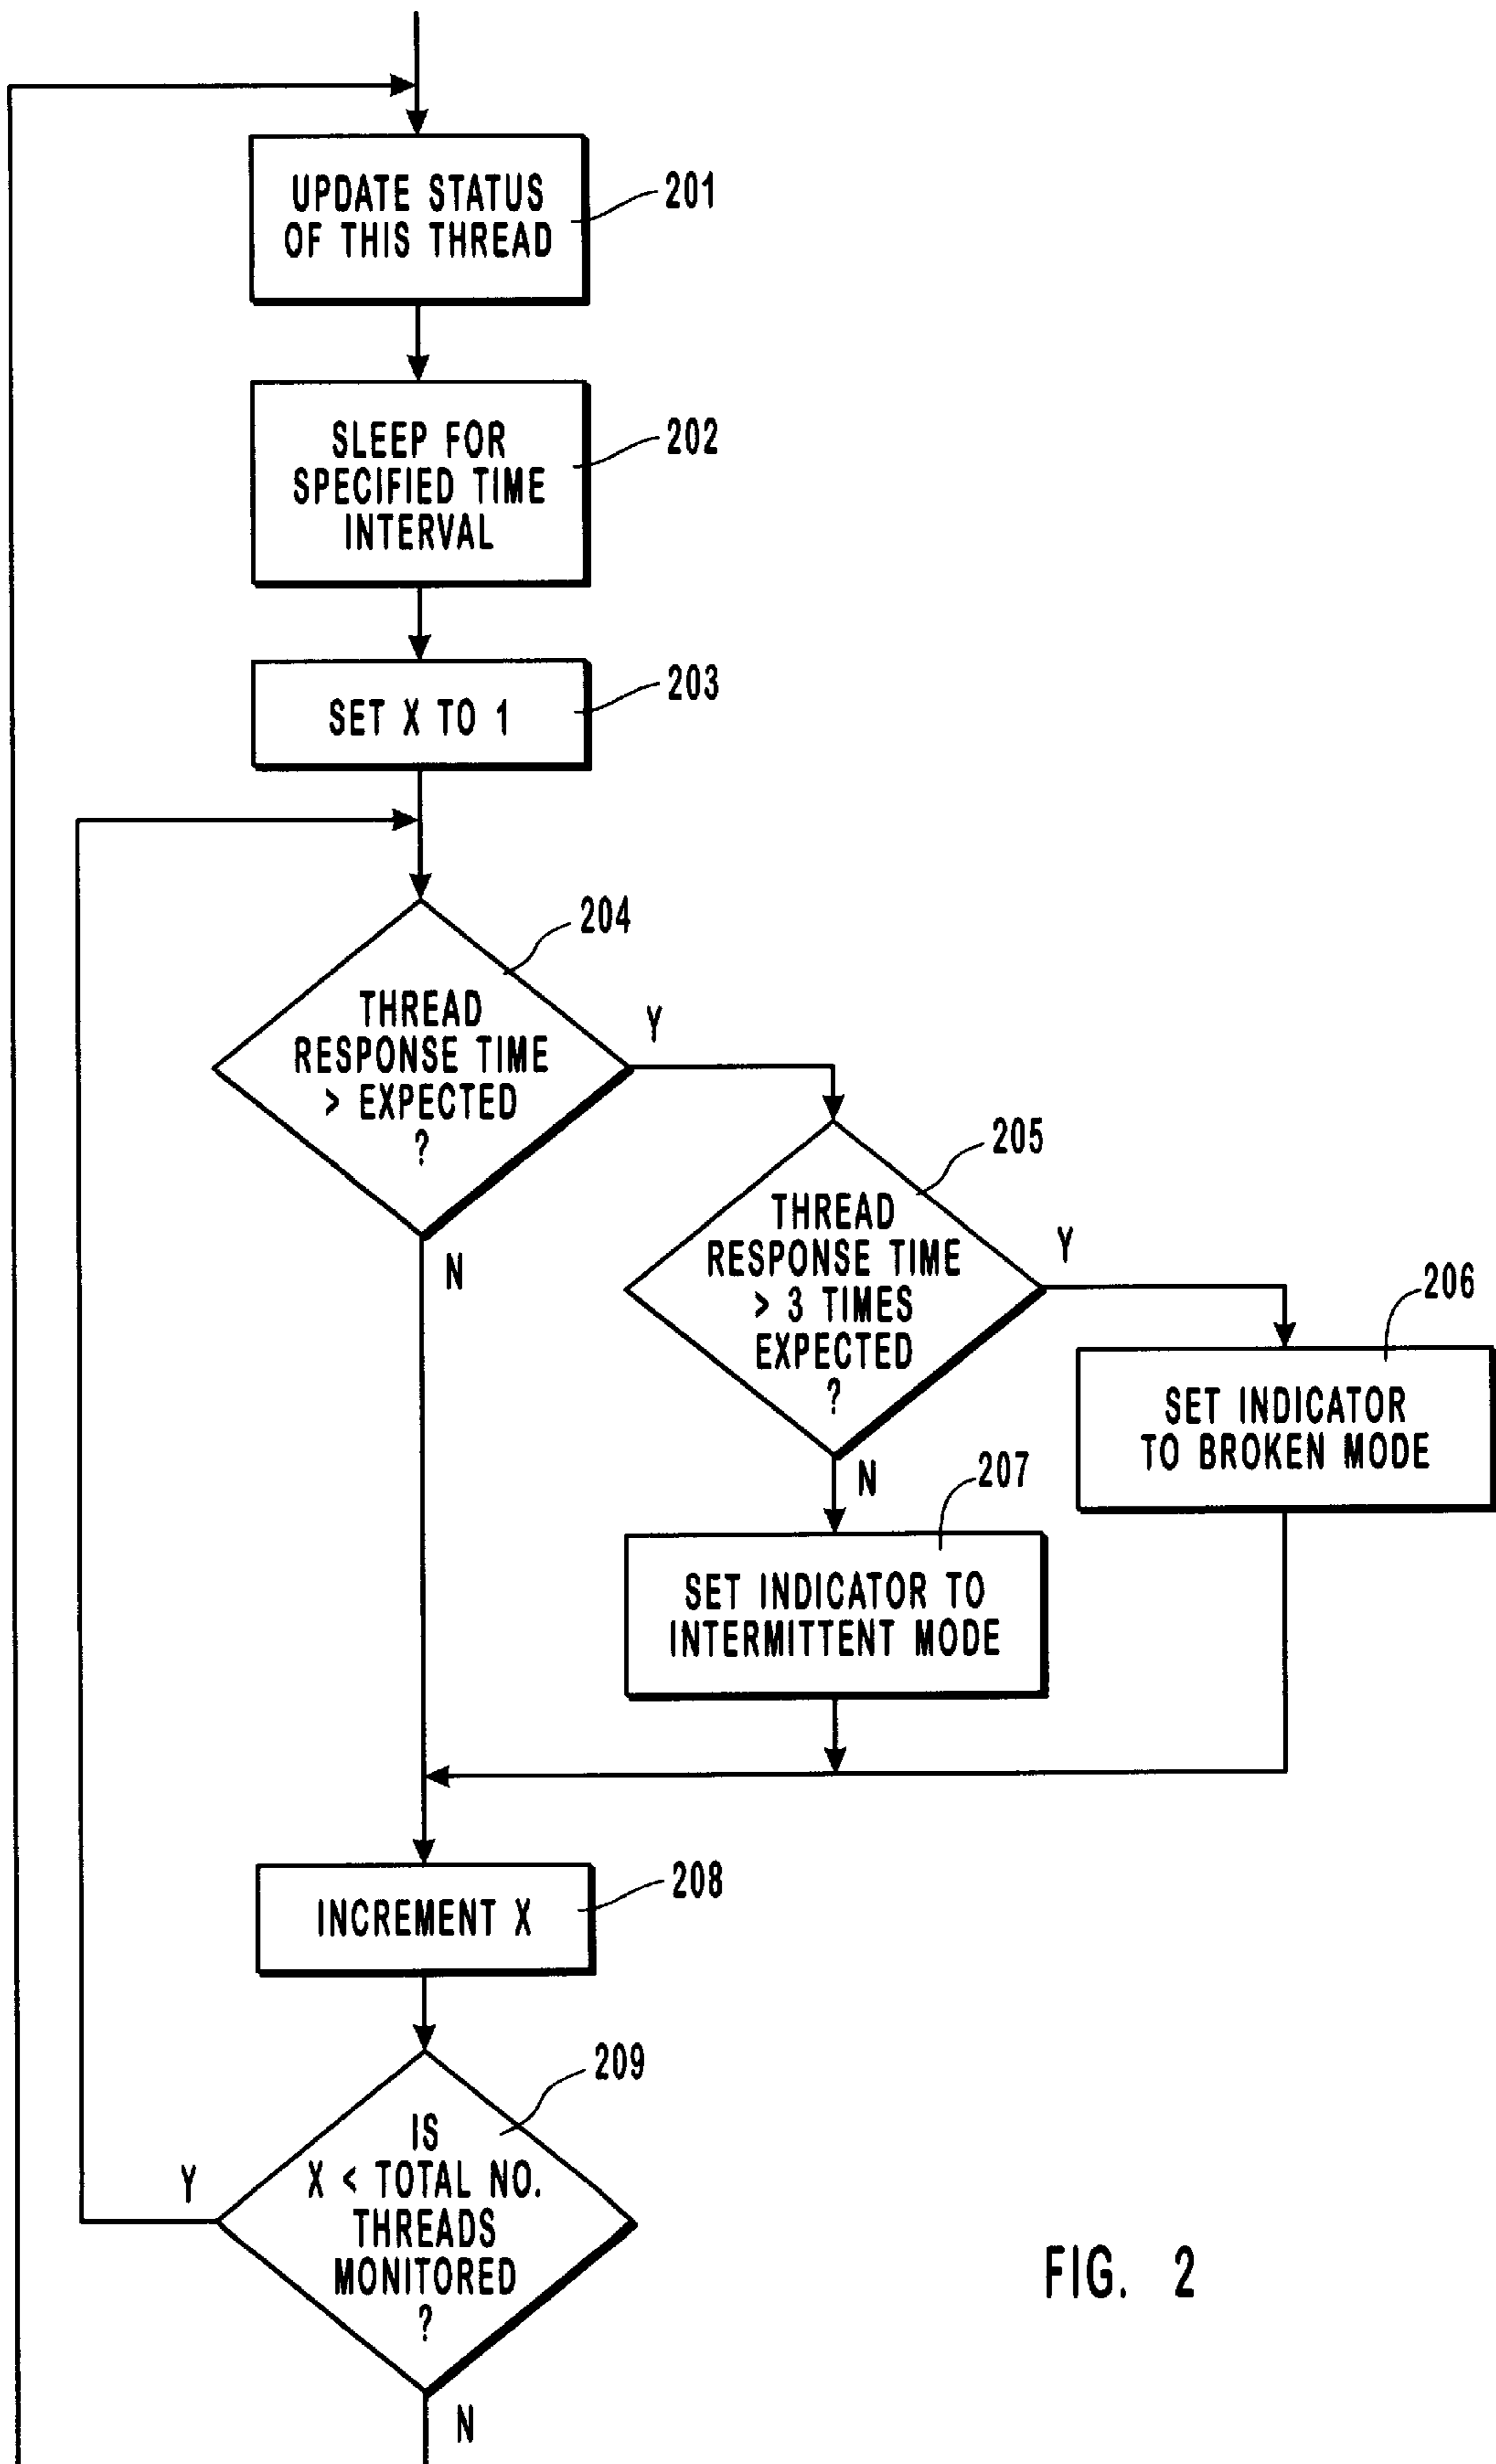 UPDATE STATUS
OF THIS THREAD
201
SLEEP FOR
SPECIFIED TIME
INTERVAL
202
SET X TO 1
203
204
THREAD
RESPONSE TIME
> EXPECTED
?
Y
N
205
THREAD
RESPONSE TIME
> 3 TIMES
EXPECTED
?
Y
N
206
SET INDICATOR
TO BROKEN MODE
207
SET INDICATOR TO
INTERMITTENT MODE
INCREMENT X
208
209
IS
X < TOTAL NO.
THREADS
MONITORED
?
Y
N
FIG. 2